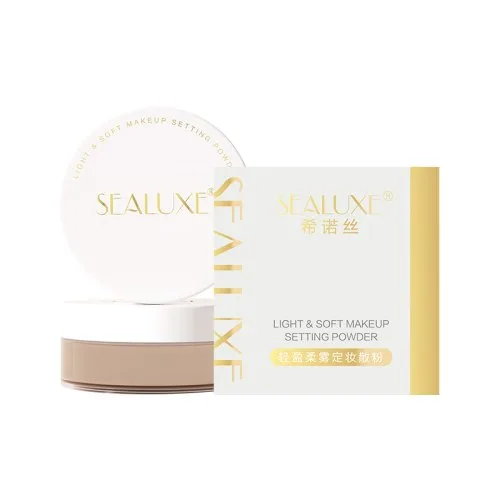 LIGHT & SOFT MAKEUP SETTING POWDER
SEALUXE®
SEALUXE
SEALUXE®
希诺丝
LIGHT & SOFT MAKEUP
SETTING POWDER
轻盈柔雾定妆散粉